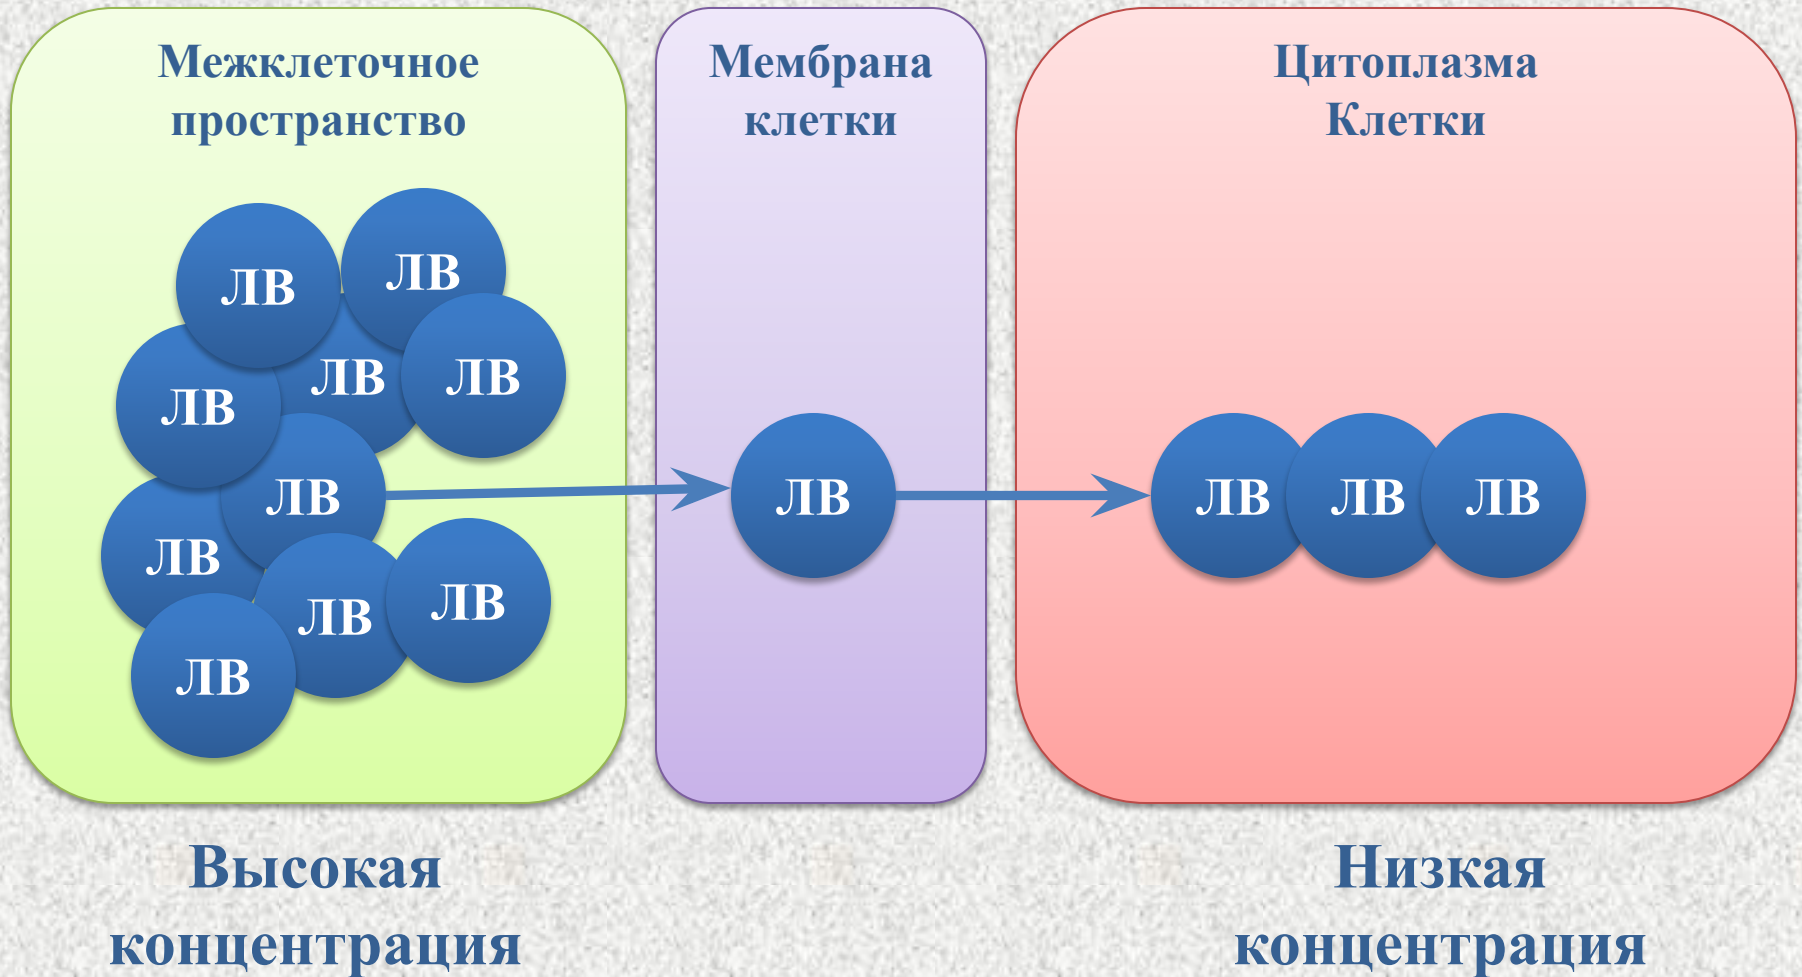 Межклеточное
пространство
Мембрана
клетки
Цитоплазма
Клетки
ЛВ
ЛВ
ЛВ
ЛВ
ЛВ
ЛВ
ЛВ
ЛВ
ЛВ
ЛВ
ЛВ
ЛВ
ЛВ
ЛВ
Высокая
концентрация
Низкая
концентрация